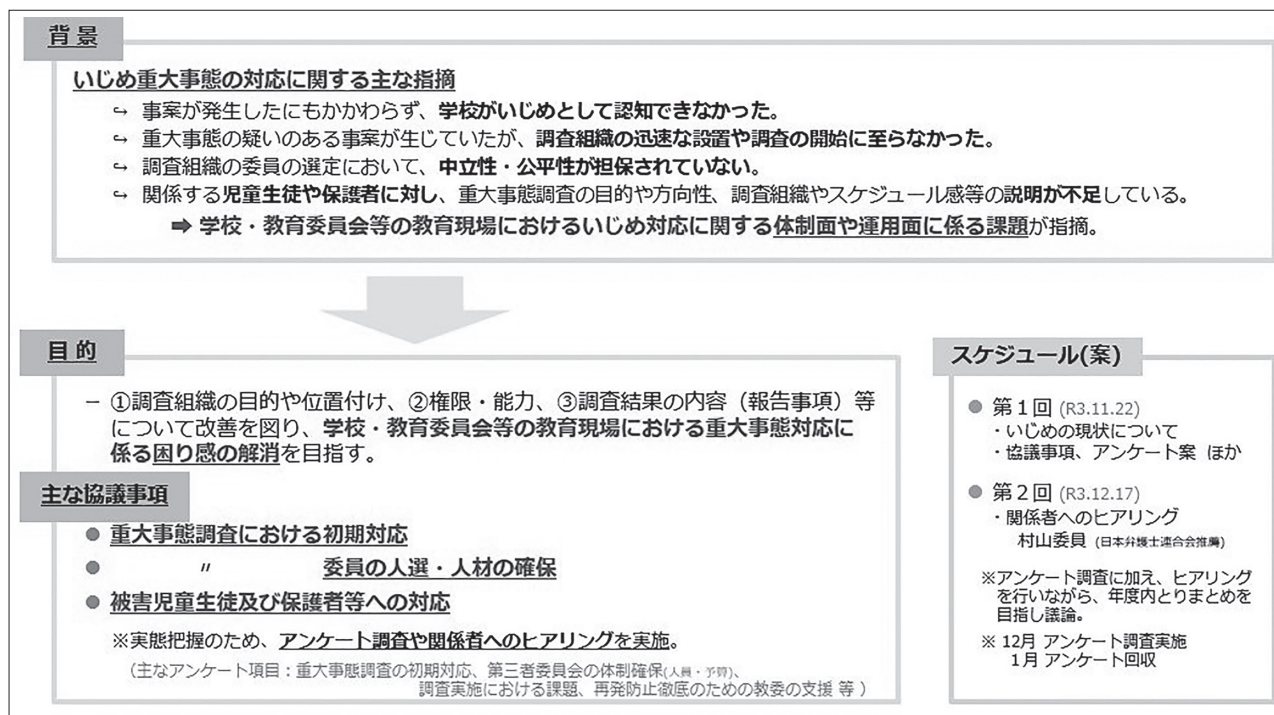 背 景
いじめ重大事態の対応に関する主な指摘
↪ 事案が発生したにもかかわらず、学校がいじめとして認知できなかった。
↪ 重大事態の疑いのある事案が生じていたが、調査組織の迅速な設置や調査の開始に至らなかった。
↪ 調査組織の委員の選定において、中立性・公平性が担保されていない。
↪ 関係する児童生徒や保護者に対し、重大事態調査の目的や方向性、調査組織やスケジュール感等の説明が不足している。
➡ 学校・教育委員会等の教育現場におけるいじめ対応に関する体制面や運用面に係る課題が指摘。
目 的
− ①調査組織の目的や位置付け、②権限・能力、③調査結果の内容（報告事項）等
について改善を図り、学校・教育委員会等の教育現場における重大事態対応に
係る困り感の解消を目指す。
主な協議事項
● 重大事態調査における初期対応
● 〃 委員の人選・人材の確保
● 被害児童生徒及び保護者等への対応
※実態把握のため、アンケート調査や関係者へのヒアリングを実施。
（主なアンケート項目：重大事態調査の初期対応、第三者委員会の体制確保(人員・予算)、
調査実施における課題、再発防止徹底のための教委の支援 等 ）
スケジュール(案)
● 第１回 (R3.11.22)
・いじめの現状について
・協議事項、アンケート案 ほか
● 第２回 (R3.12.17)
・関係者へのヒアリング
村山委員 (日本弁護士連合会推薦)
※アンケート調査に加え、ヒアリング
を行いながら、年度内とりまとめを
目指し議論。
※ 12月 アンケート調査実施
1月 アンケート回収